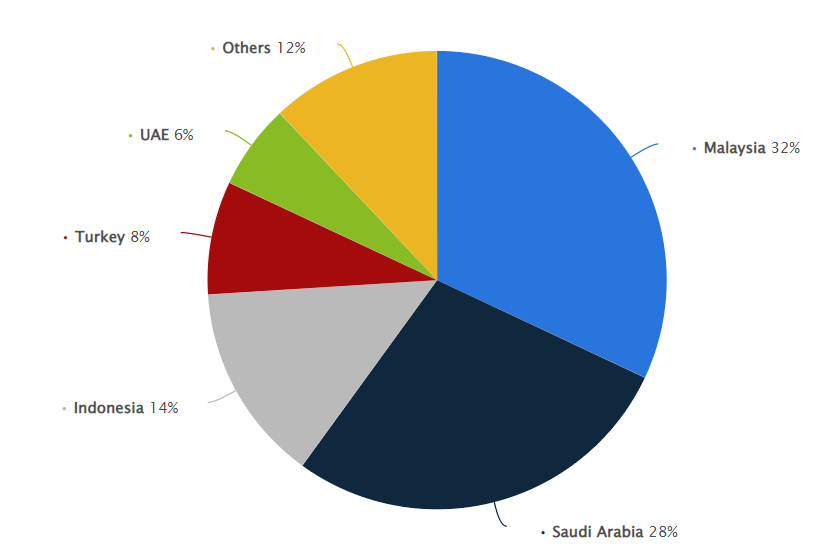 Others 12%
UAE 6%
Malaysia 32%
Turkey 8%
Indonesia 14%
Saudi Arabia 28%